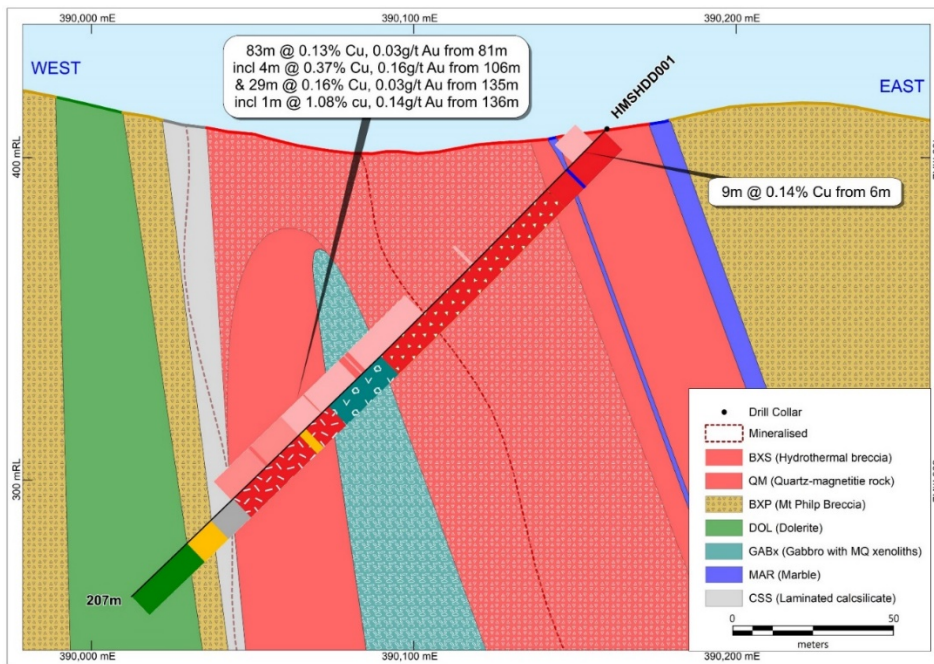 390,000 mE
390,100 mE
390,200 mE
WEST
83m @ 0.13% Cu, 0.03g/t Au from 81m
incl 4m @ 0.37% Cu, 0.16g/t Au from 106m
& 29m @ 0.16% Cu, 0.03g/t Au from 135m
incl 1m @ 1.08% cu, 0.14g/t Au from 136m
HMSHDD001
EAST
400 mRL
9m @ 0.14% Cu from 6m
300 mRL
207m
Drill Collar
Mineralised
BXS (Hydrothermal breccia)
QM (Quartz-magnetitie rock)
BXP (Mt Philp Breccia)
DOL (Dolerite)
GABx (Gabbro with MQ xenoliths)
MAR (Marble)
CSS (Laminated calcsilicate)
0
50
meters
390,000 mE
390,100 mE
390,200 mE